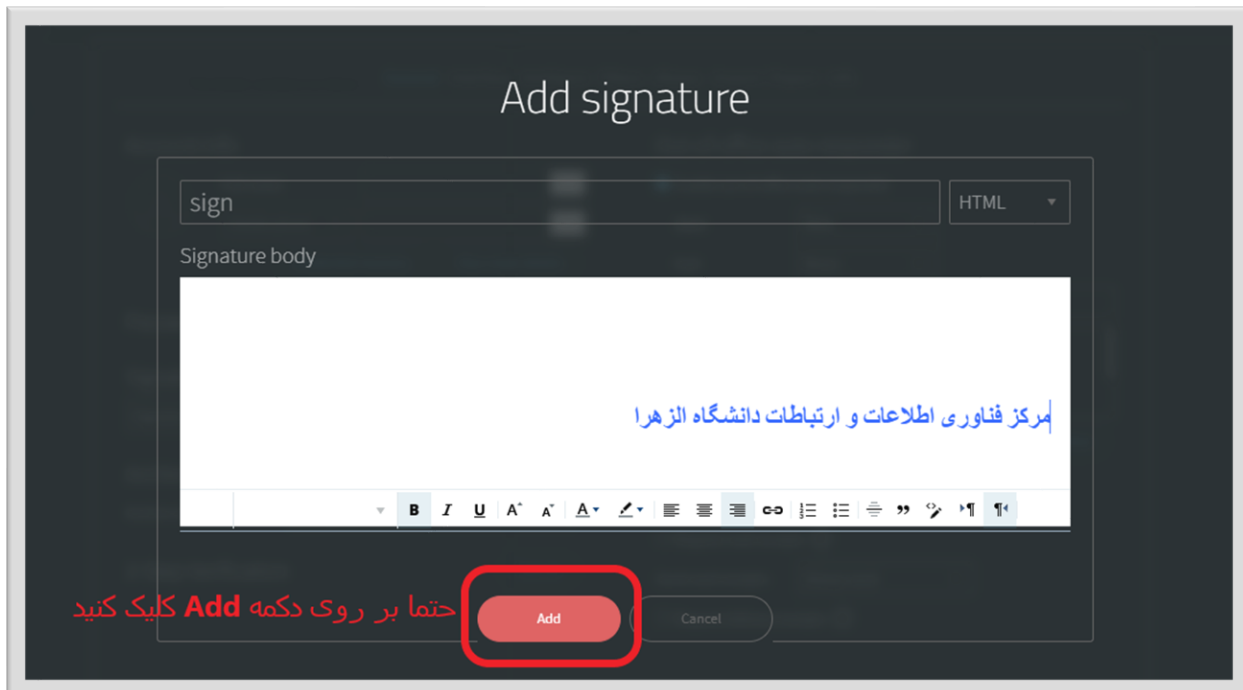 Add signature
sign
HTML
Signature body
مرکز فناوری اطلاعات و ارتباطات دانشگاه الزهرا
B I U A A A
حتما بر روی دکمه Add کلیک کنید
Add
Cancel